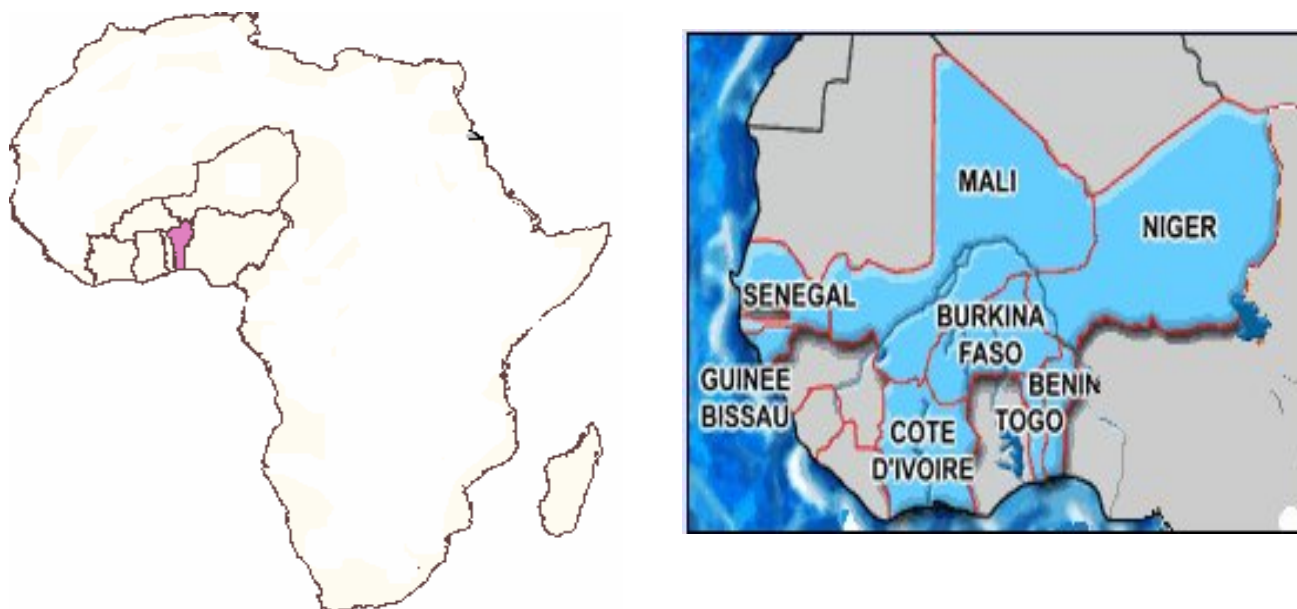 MALI
NIGER
SENEGAL
BURKINA
FASO
GUINEE
BISSAU
BENIN
TOGO
COTE
D'IVOIRE